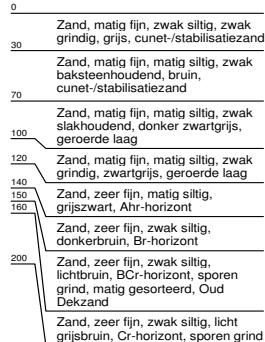 0
Zand, matig fijn, zwak siltig, zwak
grindig, grijs, cunet-/stabilisatiezand
30
Zand, matig fijn, matig siltig, zwak
baksteenhoudend, bruin,
cunet-/stabilisatiezand
70
Zand, matig fijn, matig siltig, zwak
slakhoudend, donker zwartgrijs,
geroerde laag
100
Zand, matig fijn, matig siltig, zwak
grindig, zwartgrijs, geroerde laag
120
Zand, zeer fijn, matig siltig,
grijszwart, Ahr-horizont
140
Zand, zeer fijn, zwak siltig,
donkerbruin, Br-horizont
150
Zand, zeer fijn, zwak siltig,
lichtbruin, BCr-horizont, sporen
grind, matig gesorteerd, Oud
Dekzand
160
Zand, zeer fijn, zwak siltig, licht
grijsbruin, Cr-horizont, sporen grind
200